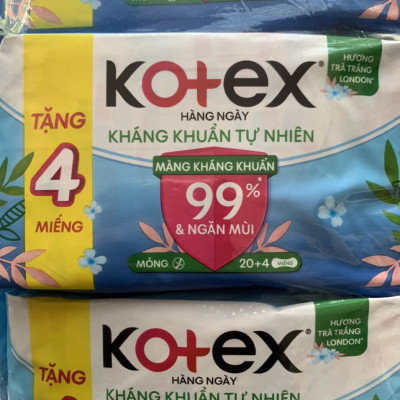 Kotex®
HÀNG NGÀY
KHÁNG KHUẨN TỰ NHIÊN
HƯƠNG
TRÀ TRẮNG
LONDON*
TẶNG
4
MIẾNG
MÀNG KHÁNG KHUẨN
99%*
& NGĂN MÙI
MỎNG
20+4 MIẾNG
Kotex®
HÀNG NGÀY
KHÁNG KHUẨN TỰ NHIÊN
HƯƠNG
TRÀ TRẮNG
LONDON*
TẶNG